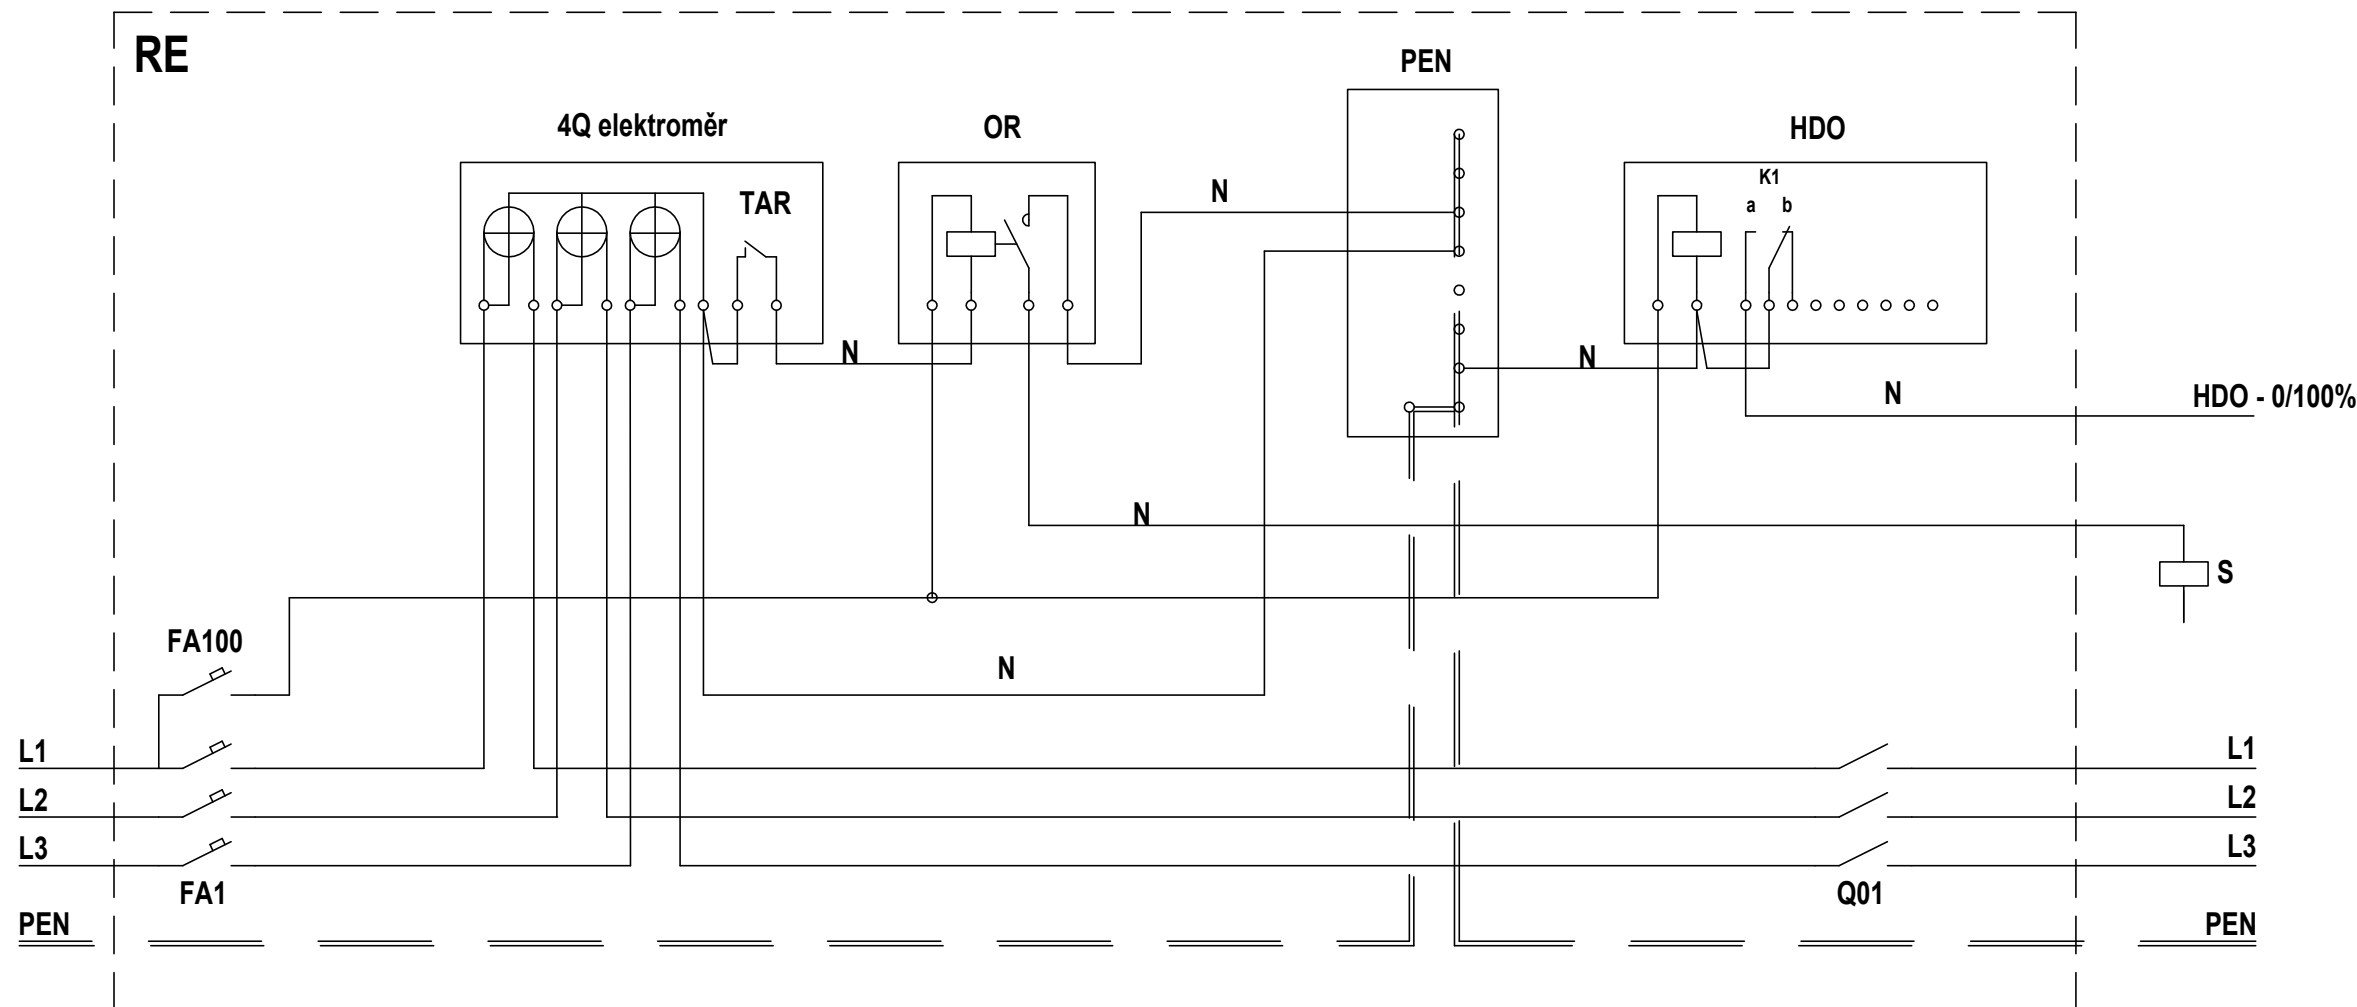 RE
PEN
4Q elektroměr
OR
HDO
TAR
K1
a b
N
N
N
N
HDO - 0/100%
N
S
FA100
N
L1
L1
L2
L2
L3
L3
FA1
Q01
PEN
PEN